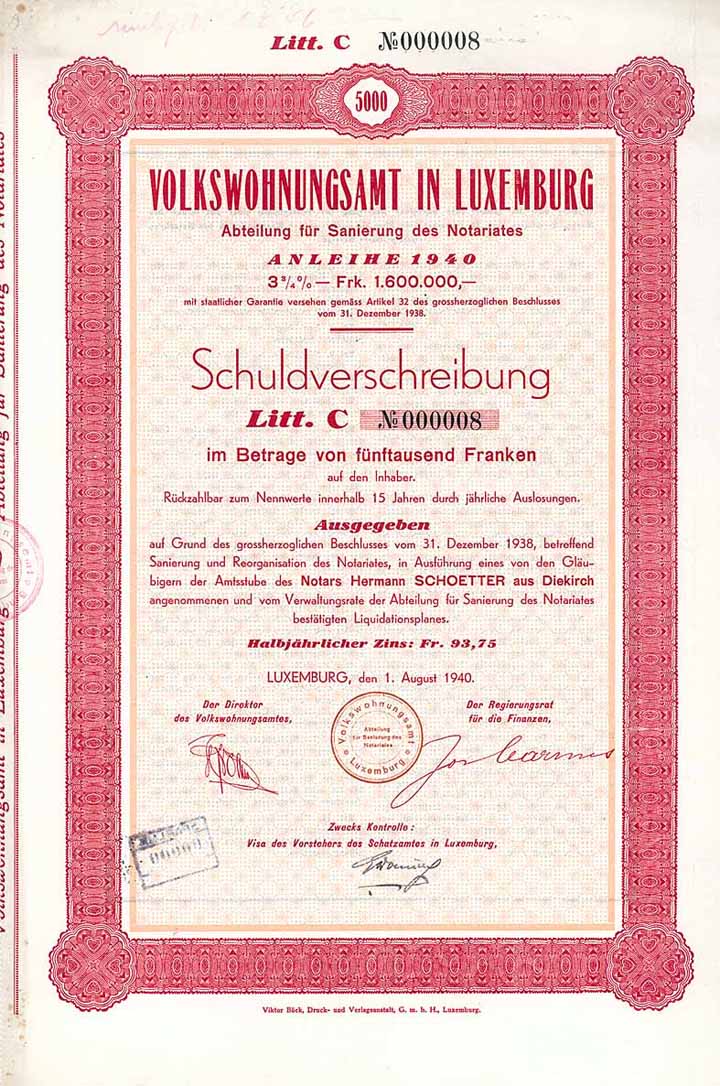 Litt. C № 000008
5000
VOLKSWOHNUNGSAMT IN LUXEMBURG
Abteilung für Sanierung des Notariates
ANLEIHE 1940
3 ³/₄ % — Frk. 1.600.000,—
mit staatlicher Garantie versehen gemäss Artikel 32 des grossherzoglichen Beschlusses
vom 31. Dezember 1938.
Schuldverschreibung
Litt. C № 000008
im Betrage von fünftausend Franken
auf den Inhaber.
Rückzahlbar zum Nennwerte innerhalb 15 Jahren durch jährliche Auslosungen.
Ausgegeben
auf Grund des grossherzoglichen Beschlusses vom 31. Dezember 1938, betreffend
Sanierung und Reorganisation des Notariates, in Ausführung eines von den Gläu-
bigern der Amtsstube des Notars Hermann SCHOETTER aus Diekirch
angenommenen und vom Verwaltungsrate der Abteilung für Sanierung des Notariates
bestätigten Liquidationsplanes.
Halbjährlicher Zins: Fr. 93,75
LUXEMBURG, den 1. August 1940.
Der Direktor
des Volkswohnungsamtes,
Volkswohnungsamt
Abteilung
für Sanierung des
Notariates
Luxemburg
Der Regierungsrat
für die Finanzen,
Zwecks Kontrolle :
Visa des Vorstehers des Schatzamtes in Luxemburg,
Viktor Bück, Druck- und Verlagsanstalt, G. m. b. H., Luxemburg.
Volkswohnungsamt in Luxemburg Abteilung für Sanierung des Notariates